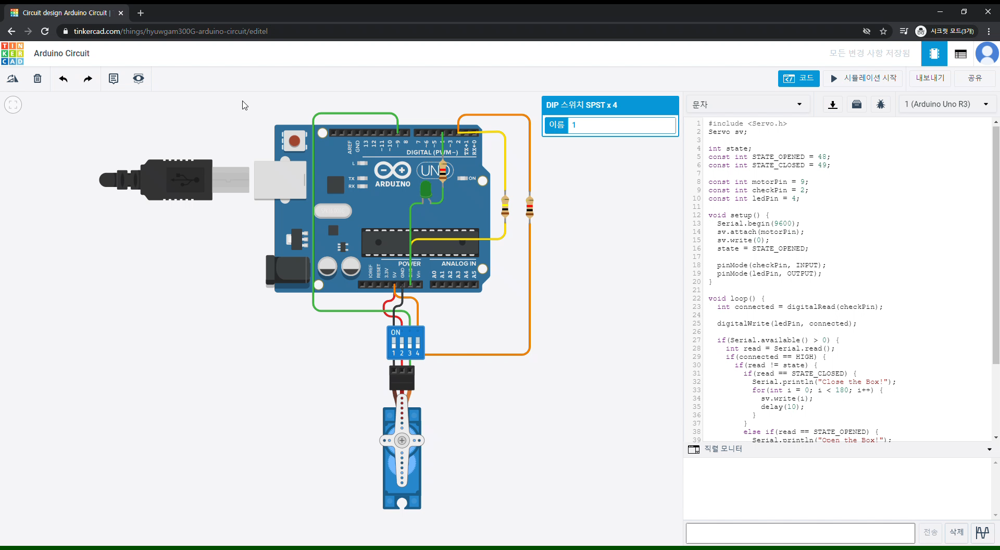 Circuit design Arduino Circuit |
tinkercad.com/things/hyuwgam300G-arduino-circuit/editel
시크릿 모드(3개)
TIN
KER
CAD
Arduino Circuit
모든 변경 사항 저장됨
코드
시뮬레이션 시작
내보내기
공유
DIP 스위치 SPST x 4
이름
1
문자
1 (Arduino Uno R3)
AREF
GND
13
12
~11
~10
~9
8
7
~6
~5
4
~3
2
TX→1
RX←0
DIGITAL (PWM~)
L
TX
RX
ARDUINO
UNO
ON
POWER
ANALOG IN
IOREF
RESET
3.3V
5V
GND
Vin
A0
A1
A2
A3
A4
A5
ON
1 2 3 4
1 #include <Servo.h>
2 Servo sv;
3
4 int state;
5 const int STATE_OPENED = 48;
6 const int STATE_CLOSED = 49;
7
8 const int motorPin = 9;
9 const int checkPin = 2;
10 const int ledPin = 4;
11
12 void setup() {
13 Serial.begin(9600);
14 sv.attach(motorPin);
15 sv.write(0);
16 state = STATE_OPENED;
17
18 pinMode(checkPin, INPUT);
19 pinMode(ledPin, OUTPUT);
20 }
21
22 void loop() {
23 int connected = digitalRead(checkPin);
24
25 digitalWrite(ledPin, connected);
26
27 if(Serial.available() > 0) {
28 int read = Serial.read();
29 if(connected == HIGH) {
30 if(read != state) {
31 if(read == STATE_CLOSED) {
32 Serial.println("Close the Box!");
33 for(int i = 0; i < 180; i++) {
34 sv.write(i);
35 delay(10);
36 }
37 }
38 else if(read == STATE_OPENED) {
39 Serial.println("Open the Box!");
직렬 모니터
전송
삭제